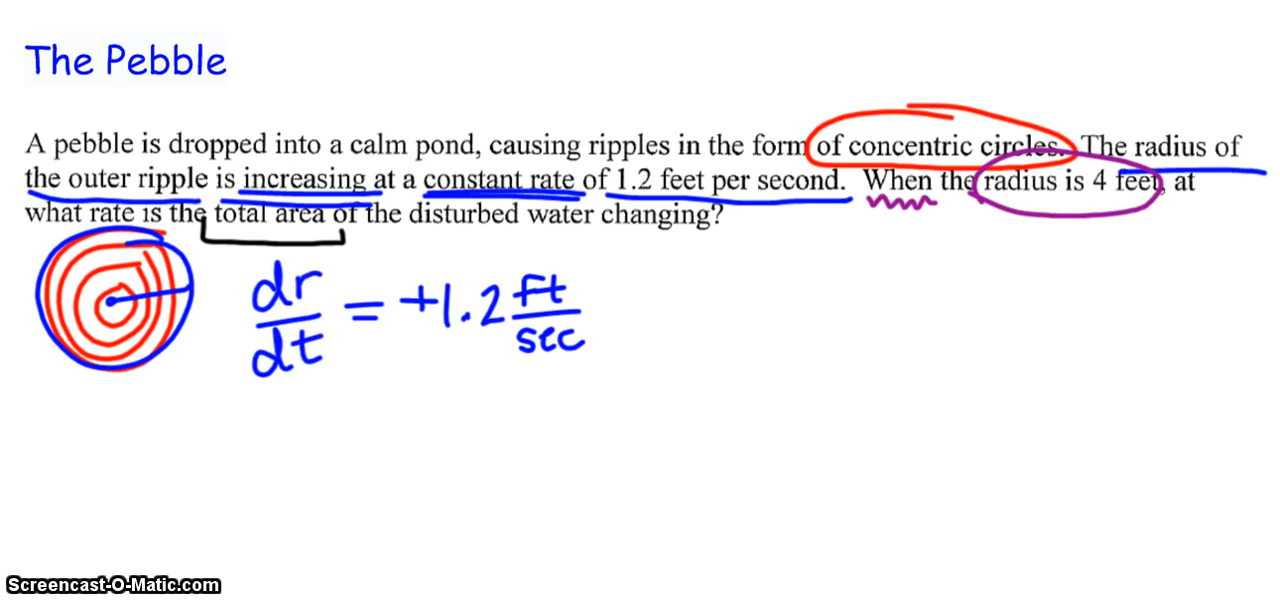 The Pebble
A pebble is dropped into a calm pond, causing ripples in the form of concentric circles. The radius of
the outer ripple is increasing at a constant rate of 1.2 feet per second. When the radius is 4 feet, at
what rate is the total area of the disturbed water changing?
dr/dt = +1.2 ft/sec
Screencast-O-Matic.com